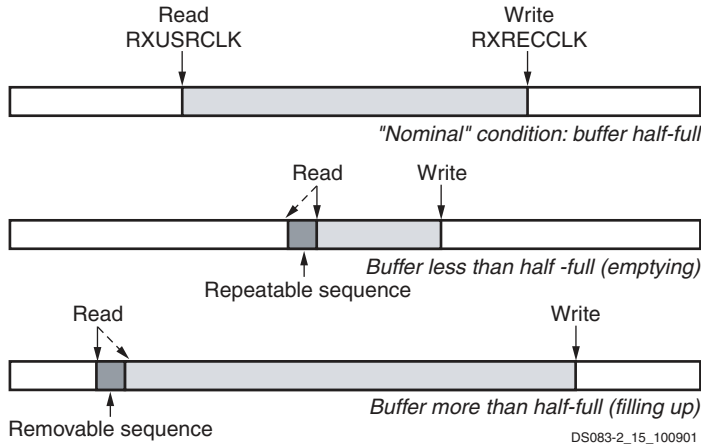 Read
RXUSRCLK
Write
RXRECCLK
"Nominal" condition: buffer half-full
Read
Write
Buffer less than half -full (emptying)
Repeatable sequence
Read
Write
Buffer more than half-full (filling up)
Removable sequence
DS083-2_15_100901